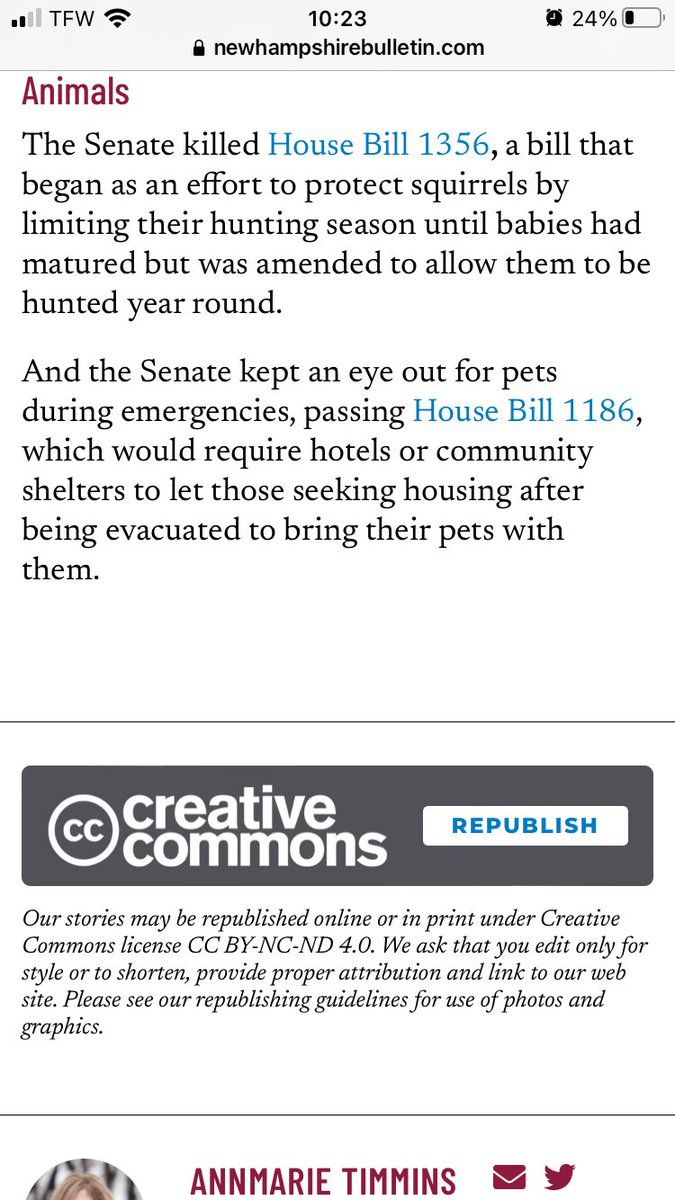 TFW 10:23 24%
newhampshirebulletin.com
Animals
The Senate killed House Bill 1356, a bill that
began as an effort to protect squirrels by
limiting their hunting season until babies had
matured but was amended to allow them to be
hunted year round.
And the Senate kept an eye out for pets
during emergencies, passing House Bill 1186,
which would require hotels or community
shelters to let those seeking housing after
being evacuated to bring their pets with
them.
cc creative
commons
REPUBLISH
Our stories may be republished online or in print under Creative
Commons license CC BY-NC-ND 4.0. We ask that you edit only for
style or to shorten, provide proper attribution and link to our web
site. Please see our republishing guidelines for use of photos and
graphics.
ANNMARIE TIMMINS